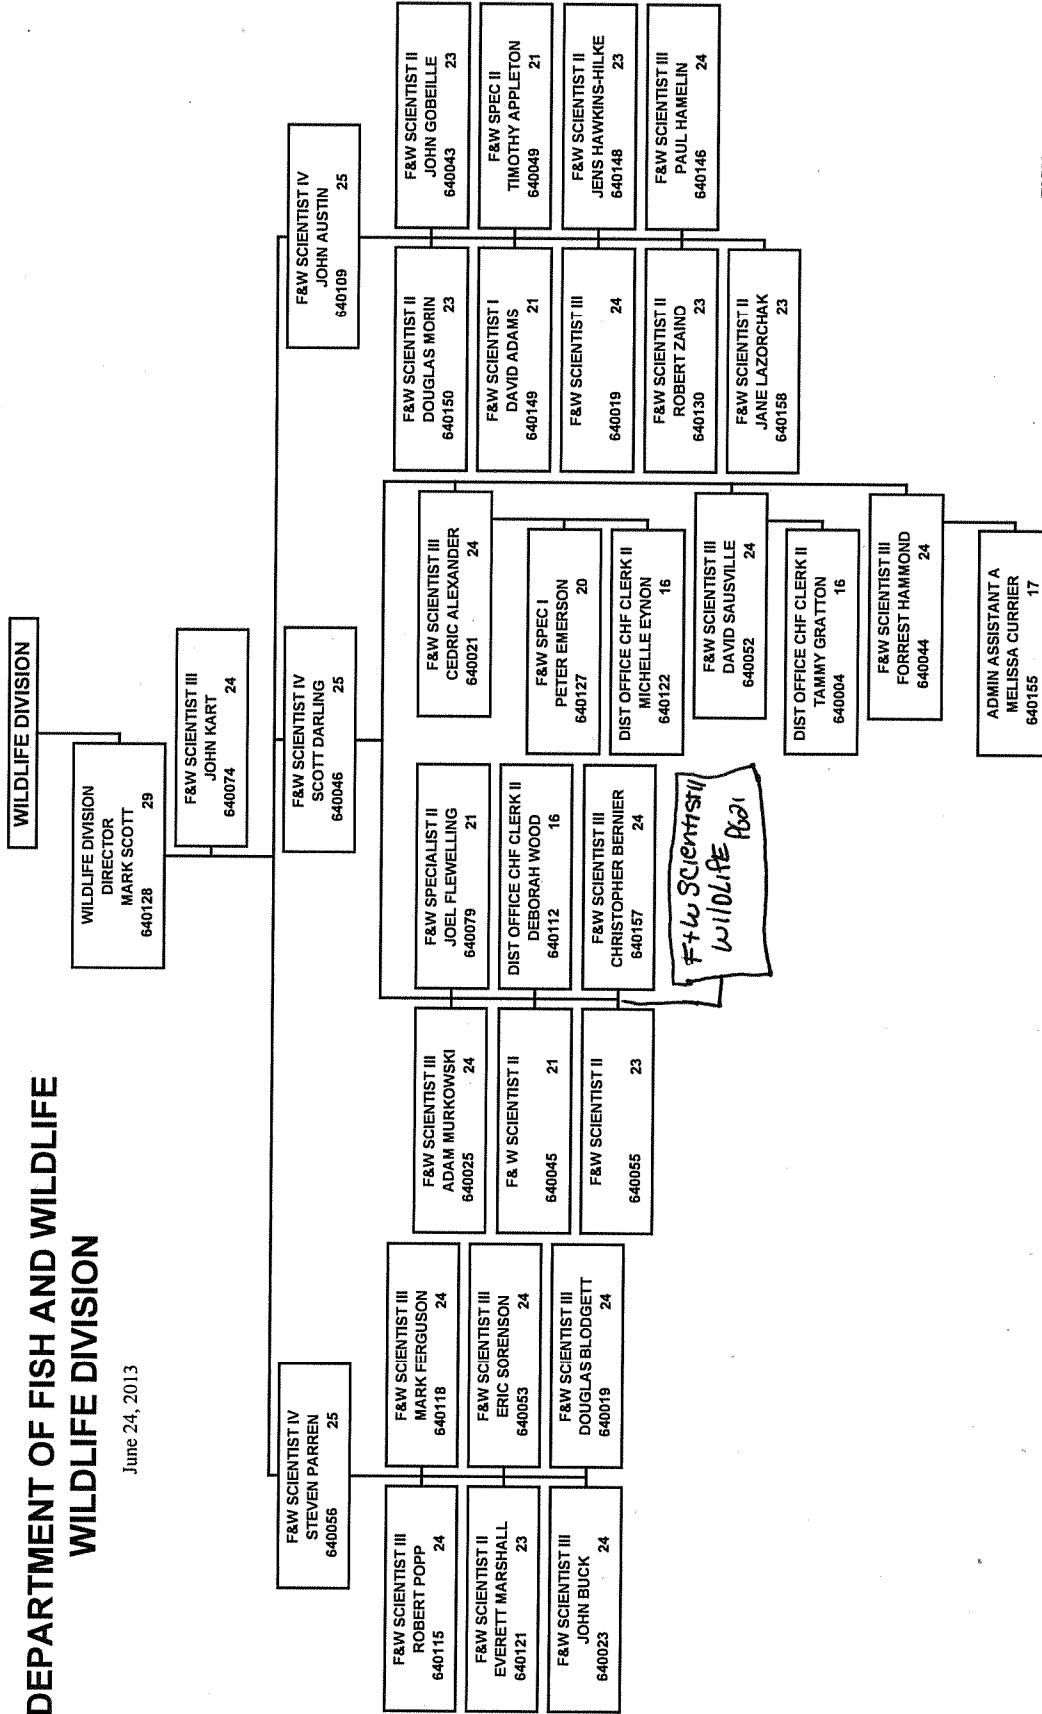 DEPARTMENT OF FISH AND WILDLIFE
WILDLIFE DIVISION
June 24, 2013
WILDLIFE DIVISION
WILDLIFE DIVISION
DIRECTOR
MARK SCOTT
640128 29
F&W SCIENTIST III
JOHN KART
640074 24
F&W SCIENTIST IV
STEVEN PARREN
640056 25
F&W SCIENTIST III
ROBERT POPP
640115 24
F&W SCIENTIST III
MARK FERGUSON
640118 24
F&W SCIENTIST II
EVERETT MARSHALL
640121 23
F&W SCIENTIST III
ERIC SORENSON
640053 24
F&W SCIENTIST III
JOHN BUCK
640023 24
F&W SCIENTIST III
DOUGLAS BLODGETT
640019 24
F&W SCIENTIST IV
SCOTT DARLING
640046 25
F&W SCIENTIST III
ADAM MURKOWSKI
640025 24
F&W SPECIALIST II
JOEL FLEWELLING
640079 21
F& W SCIENTIST II
640045 21
DIST OFFICE CHF CLERK II
DEBORAH WOOD
640112 16
F&W SCIENTIST II
640055 23
F&W SCIENTIST III
CHRISTOPHER BERNIER
640157 24
F+W SCientist II
WilDLiFE PG21
F&W SCIENTIST III
CEDRIC ALEXANDER
640021 24
F&W SPEC I
PETER EMERSON
640127 20
DIST OFFICE CHF CLERK II
MICHELLE EYNON
640122 16
F&W SCIENTIST III
DAVID SAUSVILLE
640052 24
DIST OFFICE CHF CLERK II
TAMMY GRATTON
640004 16
F&W SCIENTIST III
FORREST HAMMOND
640044 24
ADMIN ASSISTANT A
MELISSA CURRIER
640155 17
F&W SCIENTIST IV
JOHN AUSTIN
640109 25
F&W SCIENTIST II
DOUGLAS MORIN
640150 23
F&W SCIENTIST II
JOHN GOBEILLE
640043 23
F&W SCIENTIST I
DAVID ADAMS
640149 21
F&W SPEC II
TIMOTHY APPLETON
640049 21
F&W SCIENTIST III
640019 24
F&W SCIENTIST II
JENS HAWKINS-HILKE
640148 23
F&W SCIENTIST II
ROBERT ZAIND
640130 23
F&W SCIENTIST III
PAUL HAMELIN
640146 24
F&W SCIENTIST II
JANE LAZORCHAK
640158 23